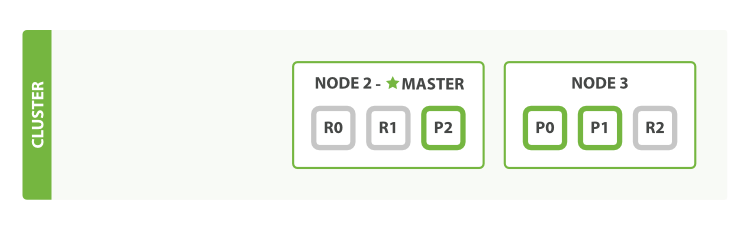 CLUSTER
NODE 2 - ★ MASTER
R0 R1 P2
NODE 3
P0 P1 R2